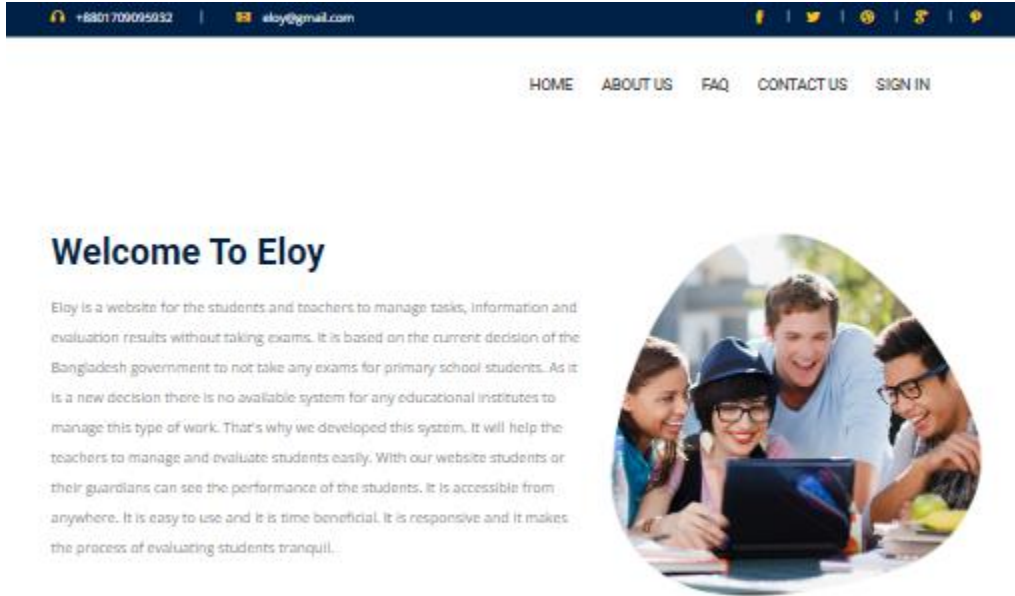 +8801709095932 | eloy@gmail.com
HOME ABOUT US FAQ CONTACT US SIGN IN
Welcome To Eloy
Eloy is a website for the students and teachers to manage tasks, information and
evaluation results without taking exams. It is based on the current decision of the
Bangladesh government to not take any exams for primary school students. As it
is a new decision there is no available system for any educational institutes to
manage this type of work. That's why we developed this system. It will help the
teachers to manage and evaluate students easily. With our website students or
their guardians can see the performance of the students. It is accessible from
anywhere. It is easy to use and it is time beneficial. It is responsive and it makes
the process of evaluating students tranquil.